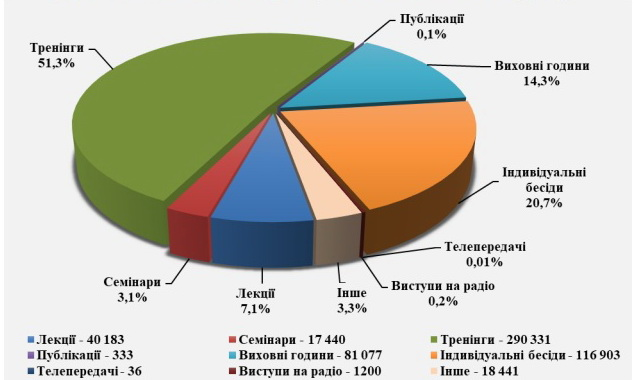 Публікації
0,1%
Тренінги
51,3%
Виховні години
14,3%
Індивідуальні
бесіди
20,7%
Телепередачі
0,01%
Виступи на радіо
0,2%
Інше
3,3%
Лекції
7,1%
Семінари
3,1%
Лекції - 40 183
Семінари - 17 440
Тренінги - 290 331
Публікації - 333
Виховні години - 81 077
Індивідуальні бесіди - 116 903
Телепередачі - 36
Виступи на радіо - 1200
Інше - 18 441